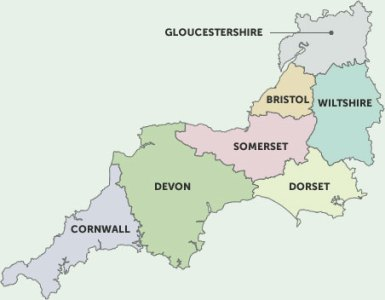 GLOUCESTERSHIRE
BRISTOL
WILTSHIRE
SOMERSET
DEVON
DORSET
CORNWALL